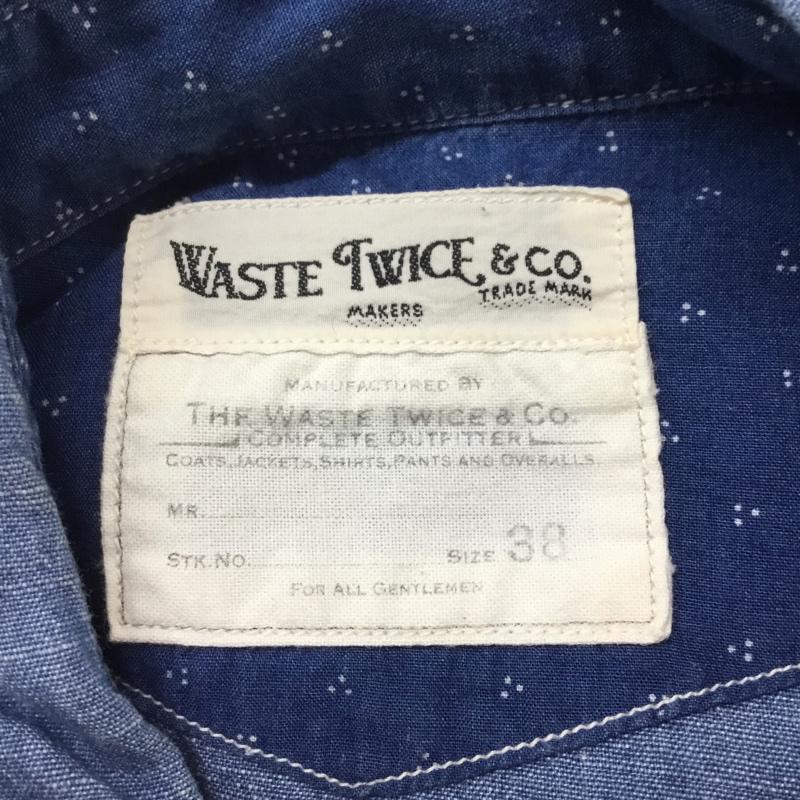 WASTE TWICE & CO.
TRADE MARK
MAKERS
MANUFACTURED BY
THE WASTE TWICE & CO.
COMPLETE OUTFITTER
COATS, JACKETS, SHIRTS, PANTS AND OVERALLS
MR.
STK. NO. SIZE 38
FOR ALL GENTLEMEN